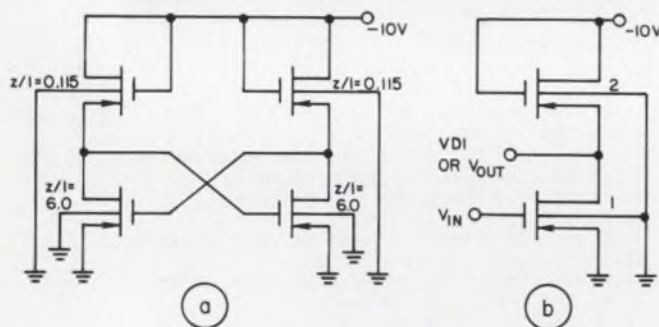 -10V
z/l=0.115
z/l=0.115
z/l=
6.0
z/l=
6.0
a
-10V
2
VDI
OR VOUT
1
VIN
b